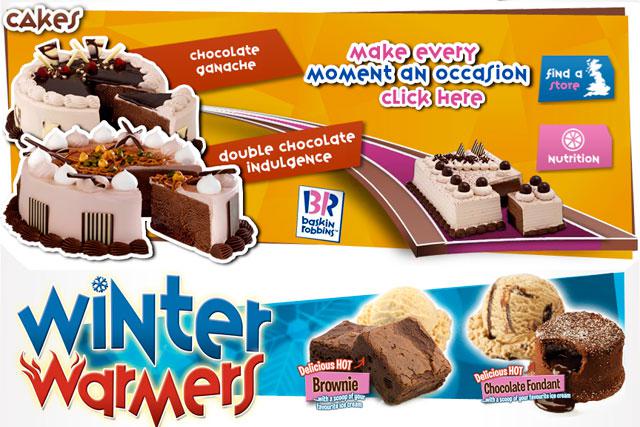 cakes
chocolate
ganache
double chocolate
indulgence
make every
moment an occasion
click here
find a
store
nutrition
BR
baskin
robbins™
winter
warmers
Delicious HOT
Brownie
with a scoop of your
favourite ice cream
Delicious HOT
Chocolate Fondant
with a scoop of your favourite ice cream